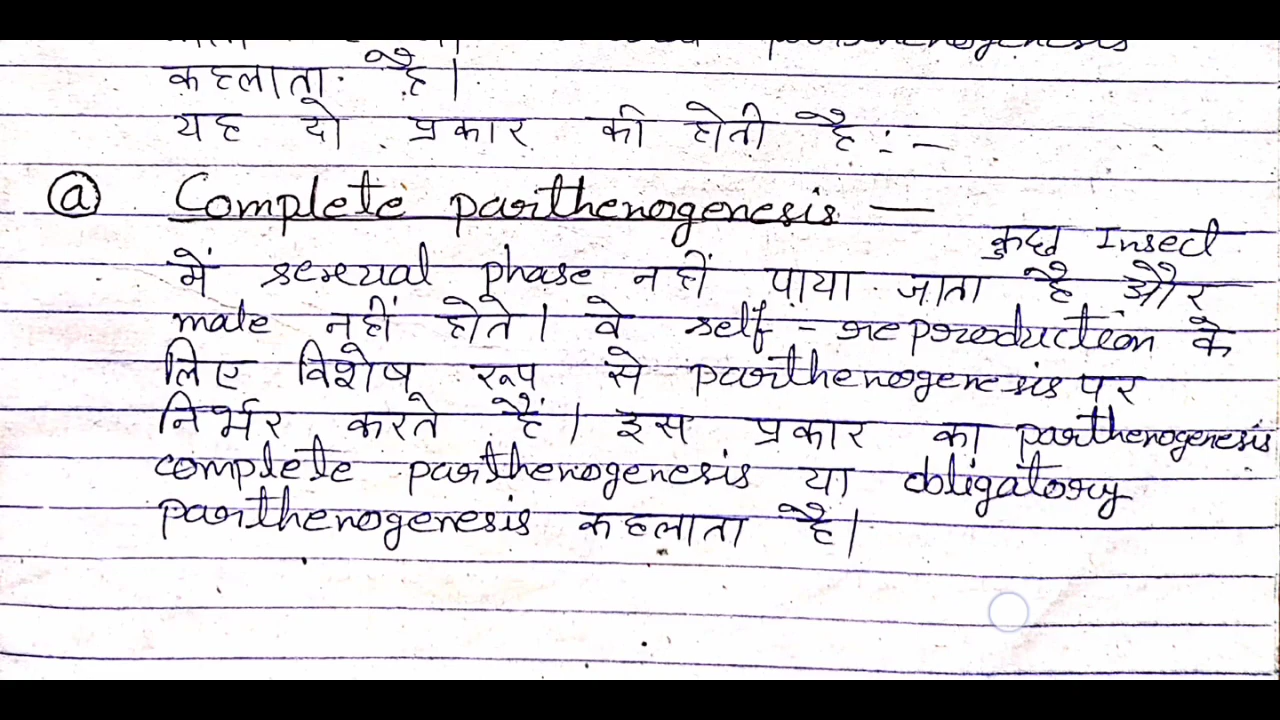 parthenogenesis
कहलाता है।
यह दो प्रकार की होती है :-
(a) Complete parthenogenesis —
कुछ Insect
में sexual phase नहीं पाया जाता है और
male नहीं होते। वे self - reproduction के
लिए विशेष रूप से parthenogenesis पर
निर्भर करते हैं। इस प्रकार का parthenogenesis
complete parthenogenesis या obligatory
parthenogenesis कहलाता है।